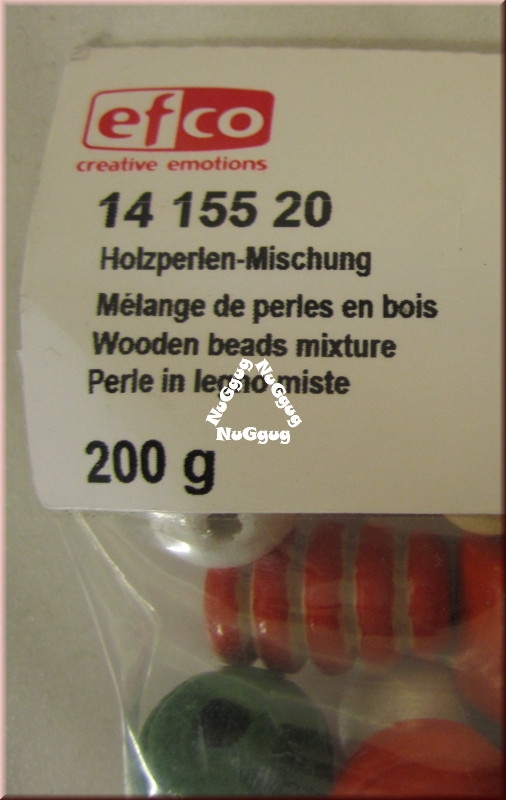 efco
creative emotions
14 155 20
Holzperlen-Mischung
Mélange de perles en bois
Wooden beads mixture
Perle in legno miste
NuGgug
NuGgug
NuGgug
200 g